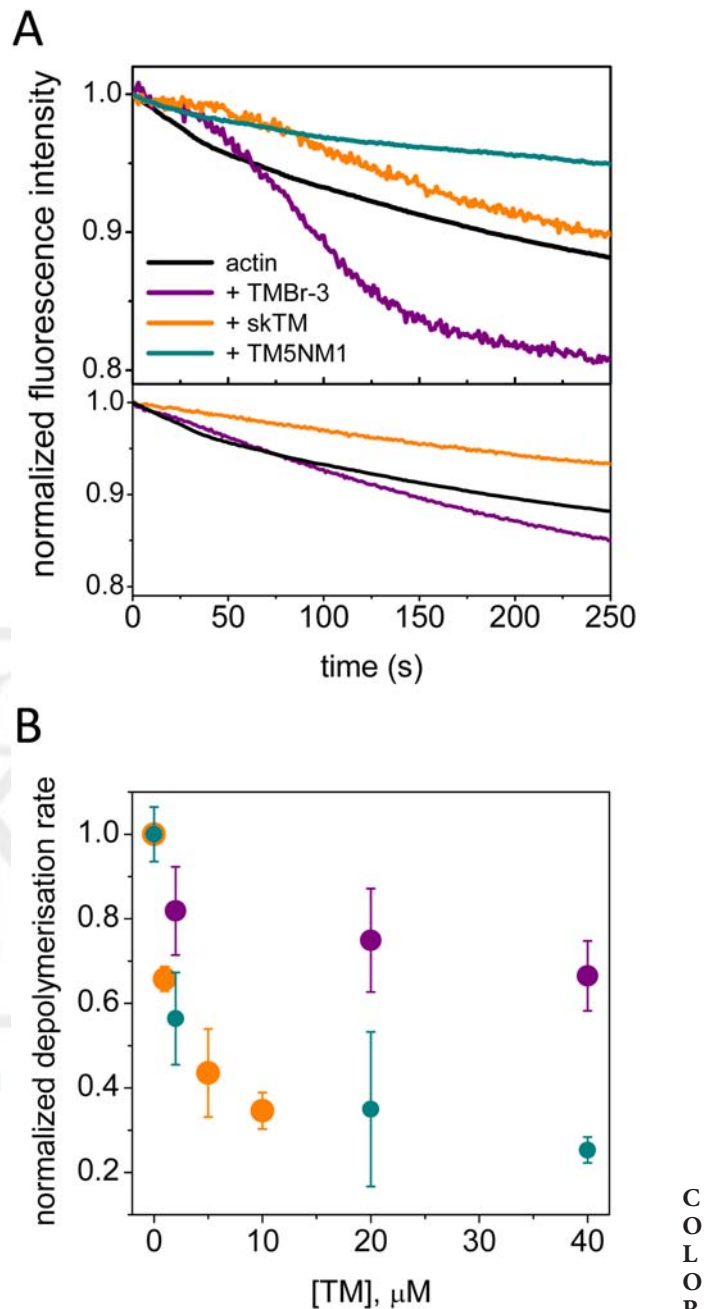 A
normalized fluorescence intensity
1.0
0.9
0.8
actin
+ TMBr-3
+ skTM
+ TM5NM1
1.0
0.9
0.8
0 50 100 150 200 250
time (s)
B
normalized depolymerisation rate
1.0
0.8
0.6
0.4
0.2
0 10 20 30 40
[TM], μM
C
O
L
O